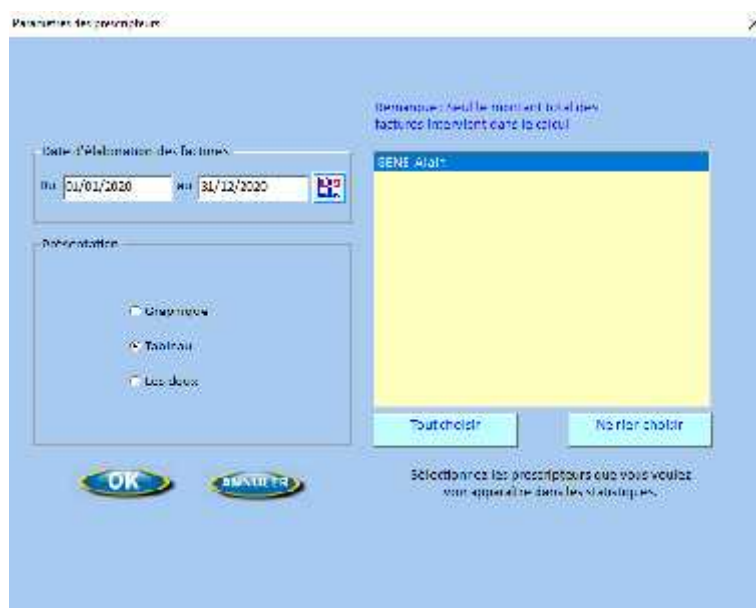 Paramètres des prescripteurs
Remarque : Seul le montant total des
factures intervient dans le calcul
Date d'élaboration des factures
Du 01/01/2020 au 31/12/2020
GENE Alain
Présentation
Graphique
Tableau
Les deux
Tout choisir
Ne rien choisir
OK
ANNULER
Sélectionnez les prescripteurs que vous voulez
voir apparaître dans les statistiques.